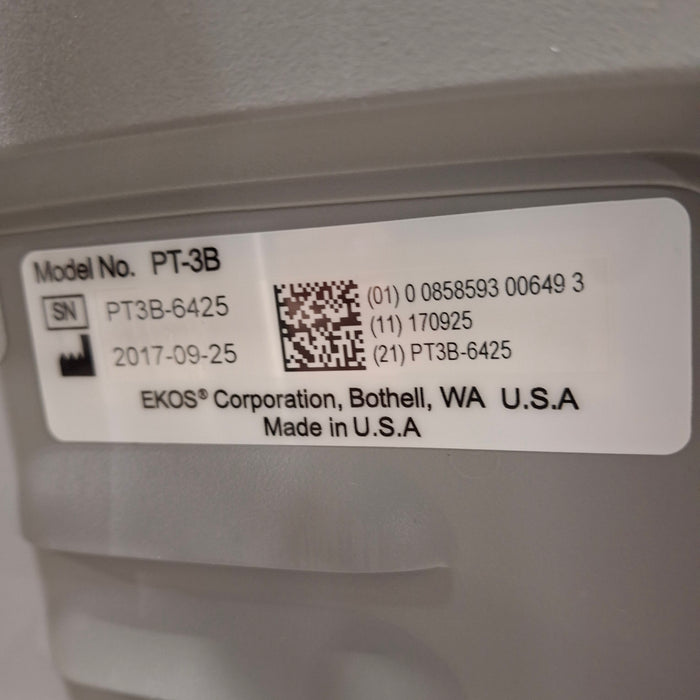 Model No. PT-3B
SN PT3B-6425
2017-09-25
(01) 0 0858593 00649 3
(11) 170925
(21) PT3B-6425
EKOS® Corporation, Bothell, WA U.S.A
Made in U.S.A